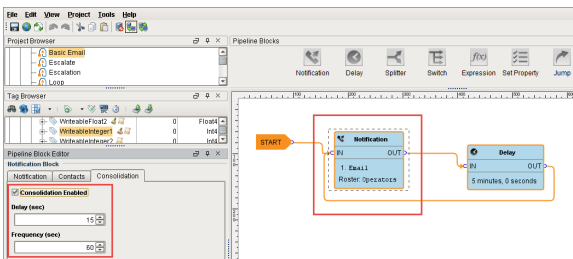 File Edit View Project Tools Help
Project Browser
Basic Email
Escalate
Escalation
Loop
Tag Browser
WriteableFloat2 0 Float4
WriteableInteger1 0 Int4
WriteableInteger2 0 Int4
Pipeline Block Editor
Notification Block
Notification Contacts Consolidation
Consolidation Enabled
Delay (sec)
15
Frequency (sec)
60
Pipeline Blocks
Notification Delay Splitter Switch Expression Set Property Jump
f(x)
START
Notification
IN OUT
1. Email
Roster: Operators
Delay
IN OUT
5 minutes, 0 seconds